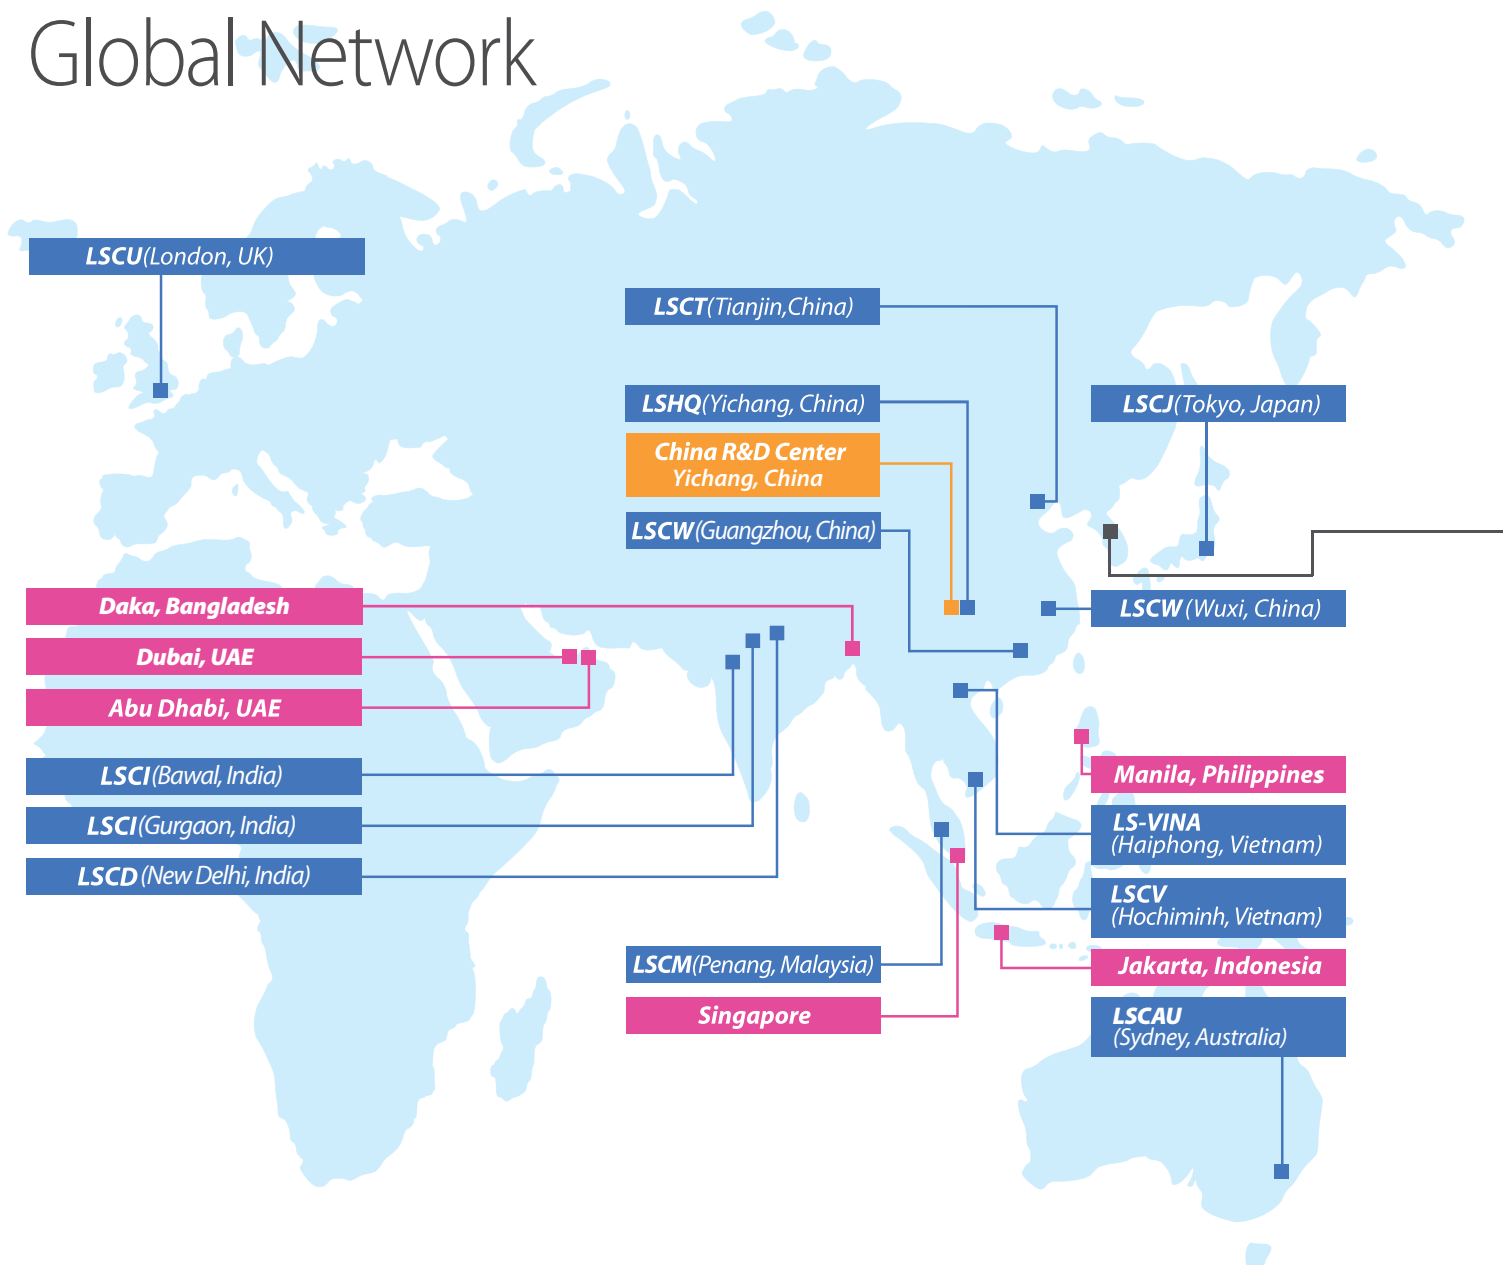 Global Network
LSCU(London, UK)
LSCT(Tianjin,China)
LSHQ(Yichang, China)
China R&D Center
Yichang, China
LSCW(Guangzhou, China)
LSCJ(Tokyo, Japan)
LSCW(Wuxi, China)
Daka, Bangladesh
Dubai, UAE
Abu Dhabi, UAE
LSCI(Bawal, India)
LSCI(Gurgaon, India)
LSCD(New Delhi, India)
Manila, Philippines
LS-VINA
(Haiphong, Vietnam)
LSCV
(Hochiminh, Vietnam)
Jakarta, Indonesia
LSCAU
(Sydney, Australia)
LSCM(Penang, Malaysia)
Singapore